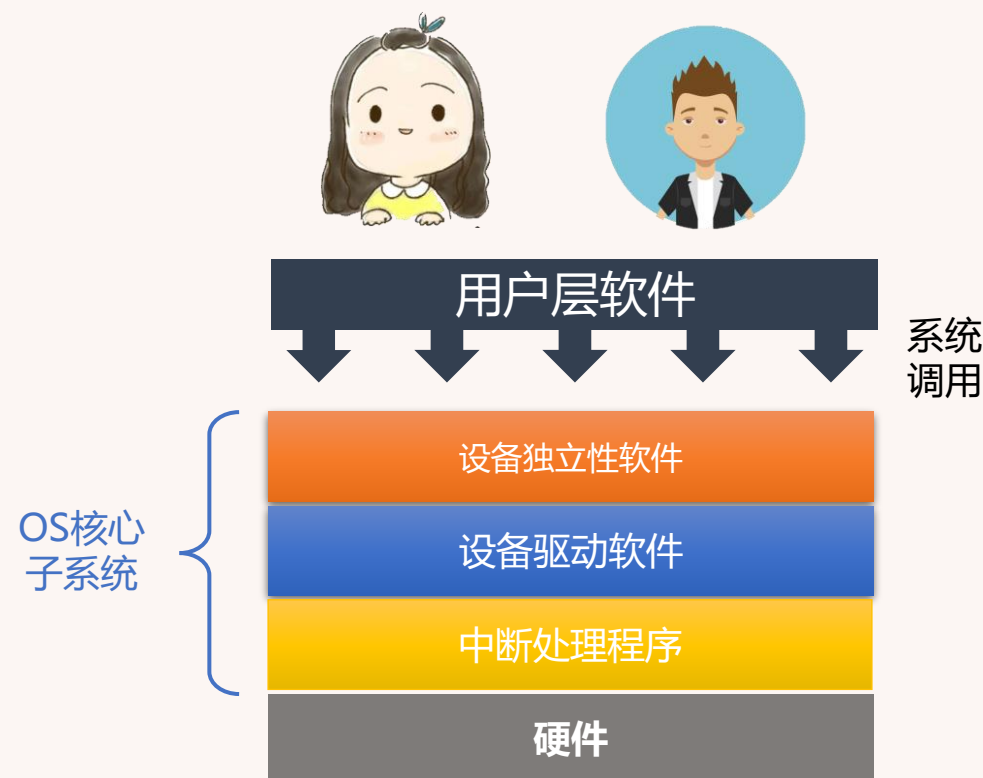 用户层软件
系统
调用
设备独立性软件
OS核心
子系统
设备驱动软件
中断处理程序
硬件